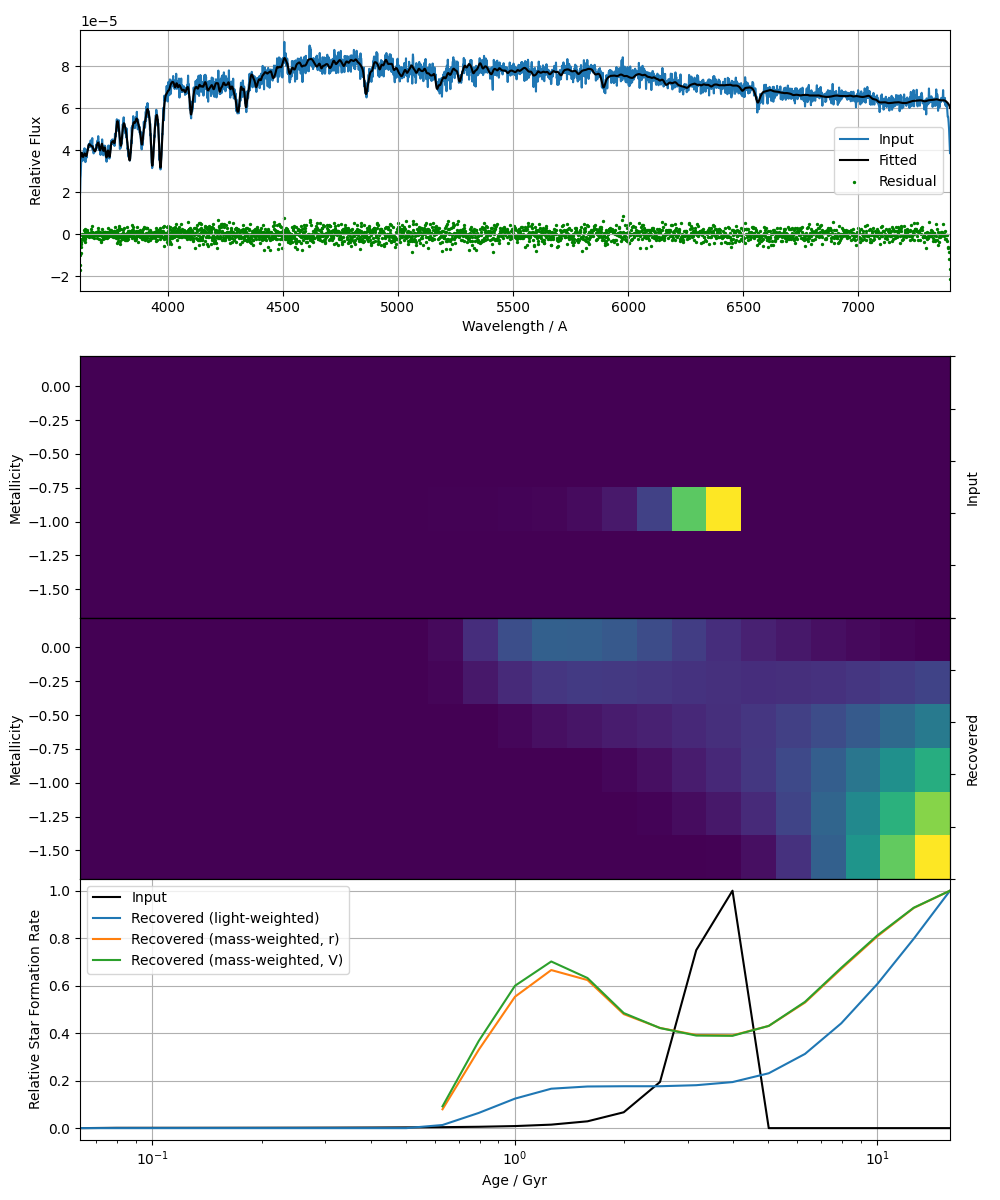 1e−5
8
6
4
2
0
−2
Relative Flux
Input
Fitted
Residual
4000 4500 5000 5500 6000 6500 7000
Wavelength / A
0.00
−0.25
−0.50
−0.75
−1.00
−1.25
−1.50
Metallicity
Input
0.00
−0.25
−0.50
−0.75
−1.00
−1.25
−1.50
Metallicity
Recovered
1.0
0.8
0.6
0.4
0.2
0.0
Relative Star Formation Rate
Input
Recovered (light-weighted)
Recovered (mass-weighted, r)
Recovered (mass-weighted, V)
10⁻¹ 10⁰ 10¹
Age / Gyr